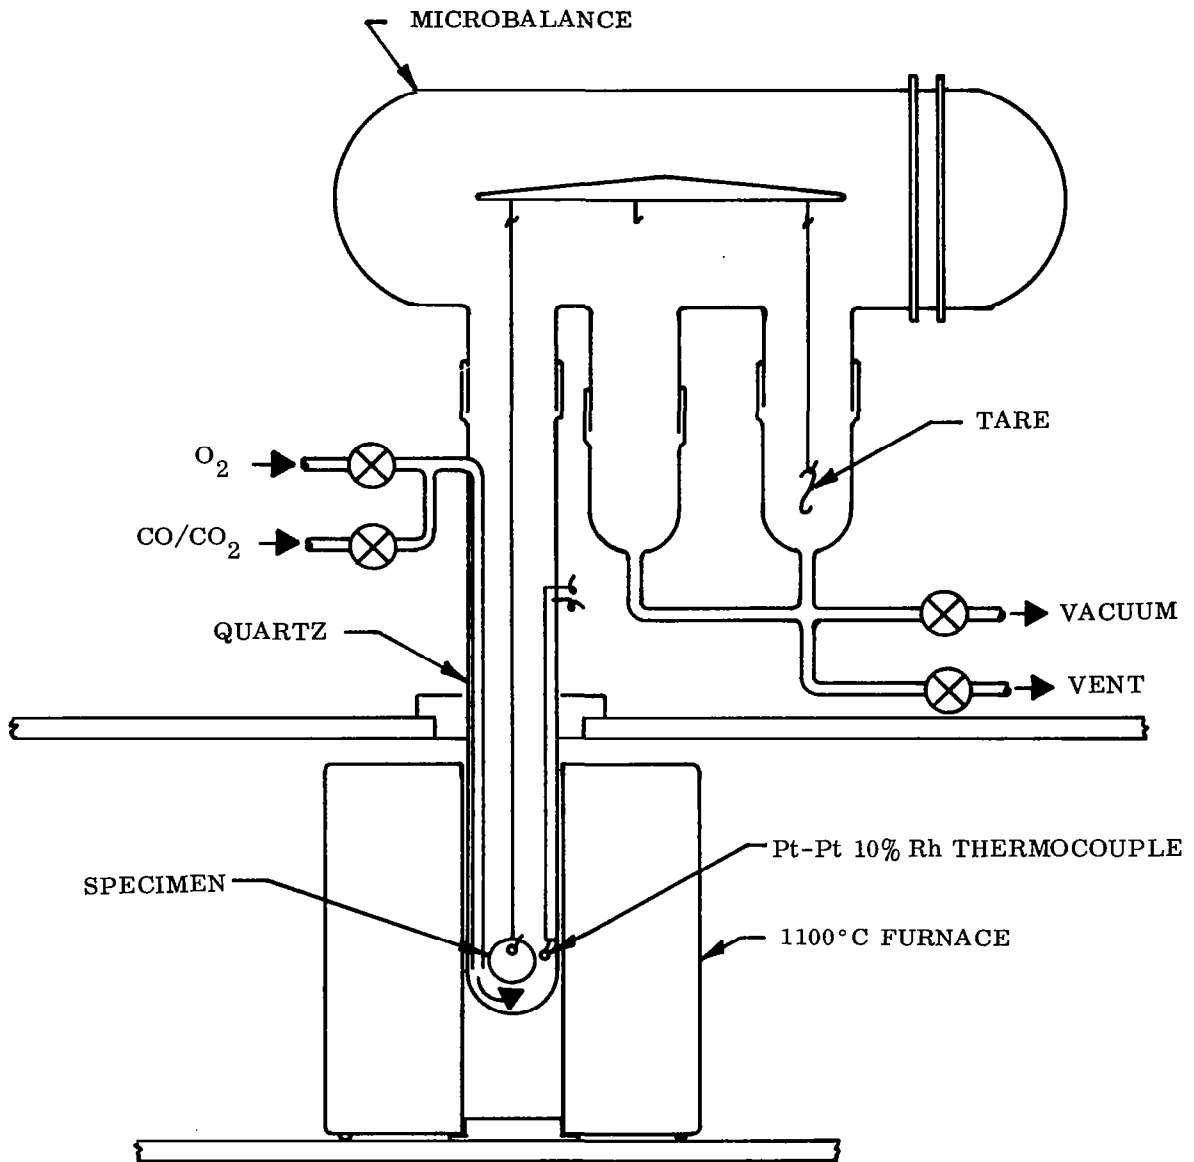 MICROBALANCE
TARE
O₂
CO/CO₂
QUARTZ
VACUUM
VENT
Pt-Pt 10% Rh THERMOCOUPLE
SPECIMEN
1100°C FURNACE